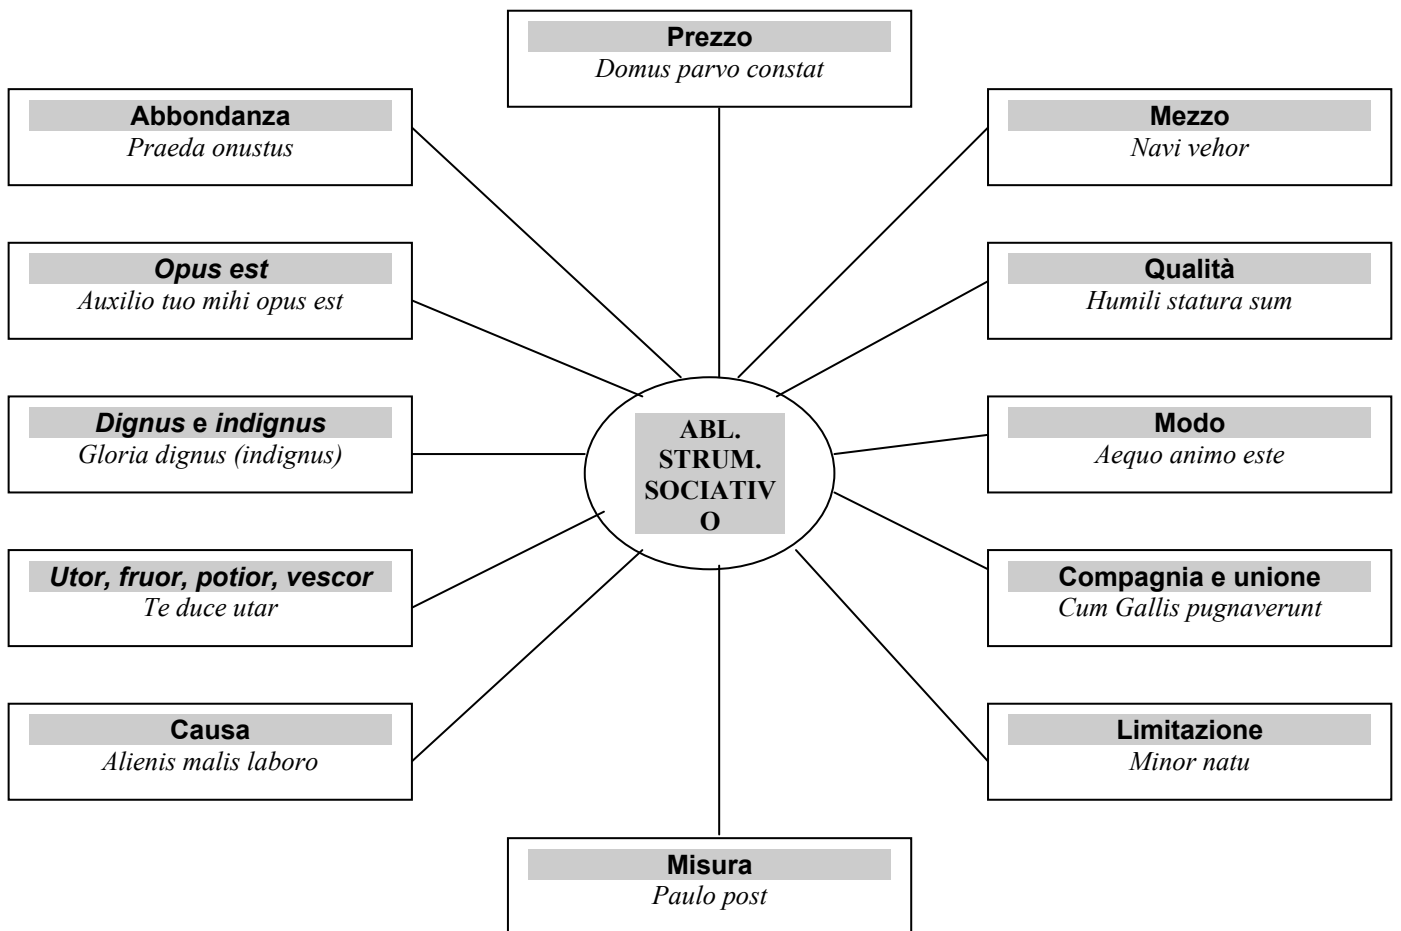 Prezzo
Domus parvo constat
Abbondanza
Praeda onustus
Mezzo
Navi vehor
Opus est
Auxilio tuo mihi opus est
Qualità
Humili statura sum
Dignus e indignus
Gloria dignus (indignus)
ABL.
STRUM.
SOCIATIV
O
Modo
Aequo animo este
Utor, fruor, potior, vescor
Te duce utar
Compagnia e unione
Cum Gallis pugnaverunt
Causa
Alienis malis laboro
Limitazione
Minor natu
Misura
Paulo post